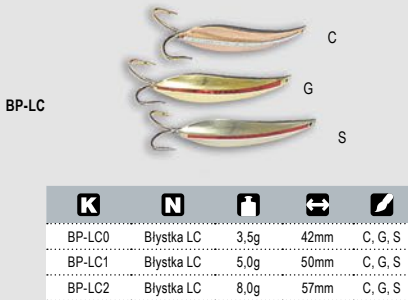 C
G
BP-LC
S
K N
BP-LC0 Błystka LC 3,5g 42mm C, G, S
BP-LC1 Błystka LC 5,0g 50mm C, G, S
BP-LC2 Błystka LC 8,0g 57mm C, G, S